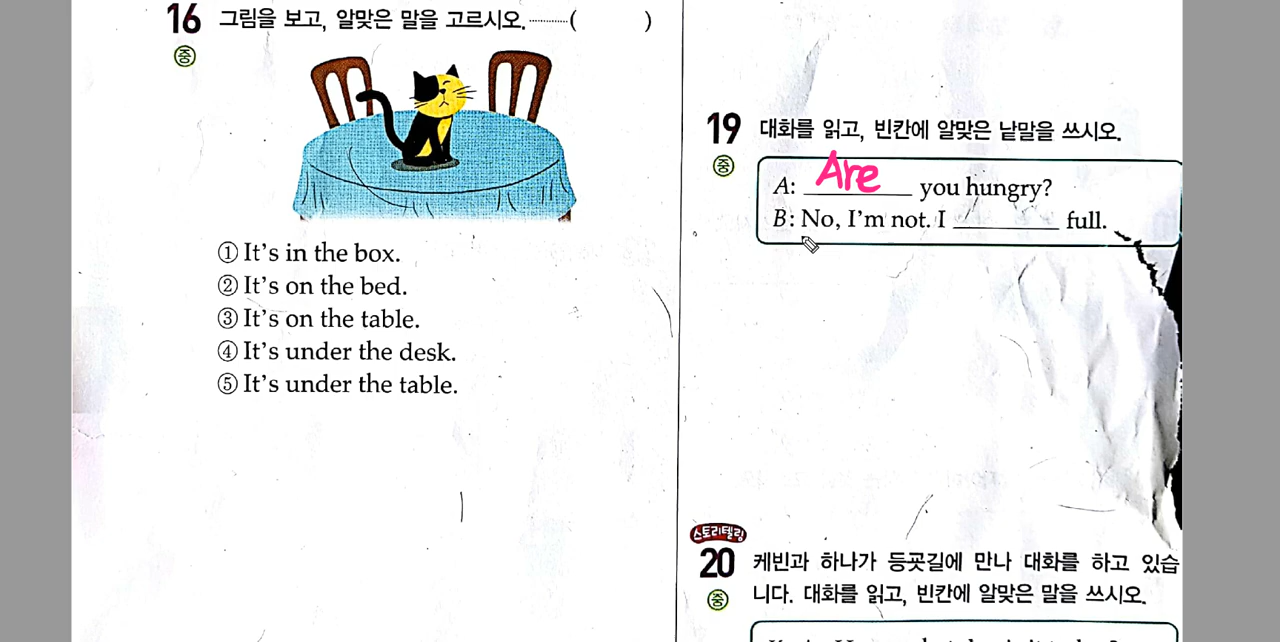 16 그림을 보고, 알맞은 말을 고르시오. ············( )
중
① It's in the box.
② It's on the bed.
③ It's on the table.
④ It's under the desk.
⑤ It's under the table.
19 대화를 읽고, 빈칸에 알맞은 낱말을 쓰시오.
중
A: Are you hungry?
B: No, I'm not. I ________ full.
스토리텔링
20 케빈과 하나가 등굣길에 만나 대화를 하고 있습
중 니다. 대화를 읽고, 빈칸에 알맞은 말을 쓰시오.